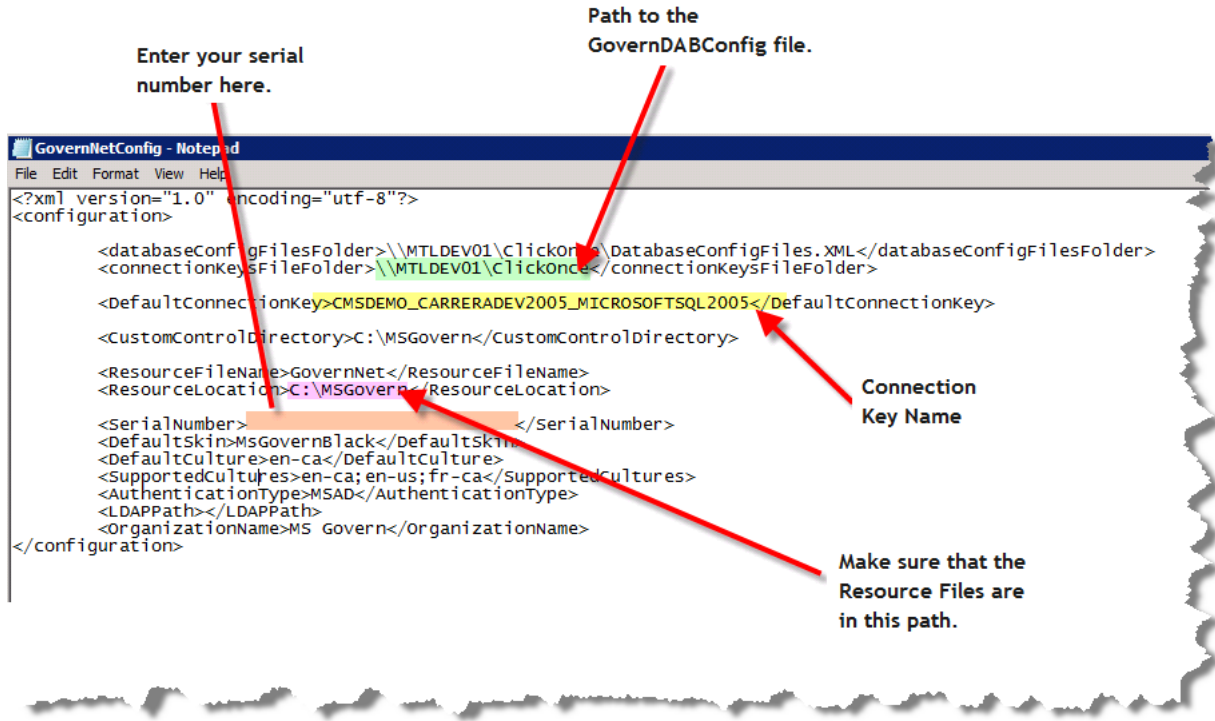 Path to the
GovernDABConfig file.
Enter your serial
number here.
GovernNetConfig - Notepad
File Edit Format View Help
<?xml version="1.0" encoding="utf-8"?>
<configuration>
<databaseConfigFilesFolder>\\MTLDEV01\ClickOnce\DatabaseConfigFiles.XML</databaseConfigFilesFolder>
<connectionKeysFileFolder>\\MTLDEV01\ClickOnce</connectionKeysFileFolder>
<DefaultConnectionKey>CMSDEMO_CARRERADEV2005_MICROSOFTSQL2005</DefaultConnectionKey>
<CustomControlDirectory>C:\MSGovern</CustomControlDirectory>
<ResourceFileName>GovernNet</ResourceFileName>
<ResourceLocation>C:\MSGovern</ResourceLocation>
Connection
Key Name
<SerialNumber></SerialNumber>
<DefaultSkin>MsGovernBlack</DefaultSkin>
<DefaultCulture>en-ca</DefaultCulture>
<SupportedCultures>en-ca;en-us;fr-ca</SupportedCultures>
<AuthenticationType>MSAD</AuthenticationType>
<LDAPPath></LDAPPath>
<OrganizationName>MS Govern</OrganizationName>
</configuration>
Make sure that the
Resource Files are
in this path.